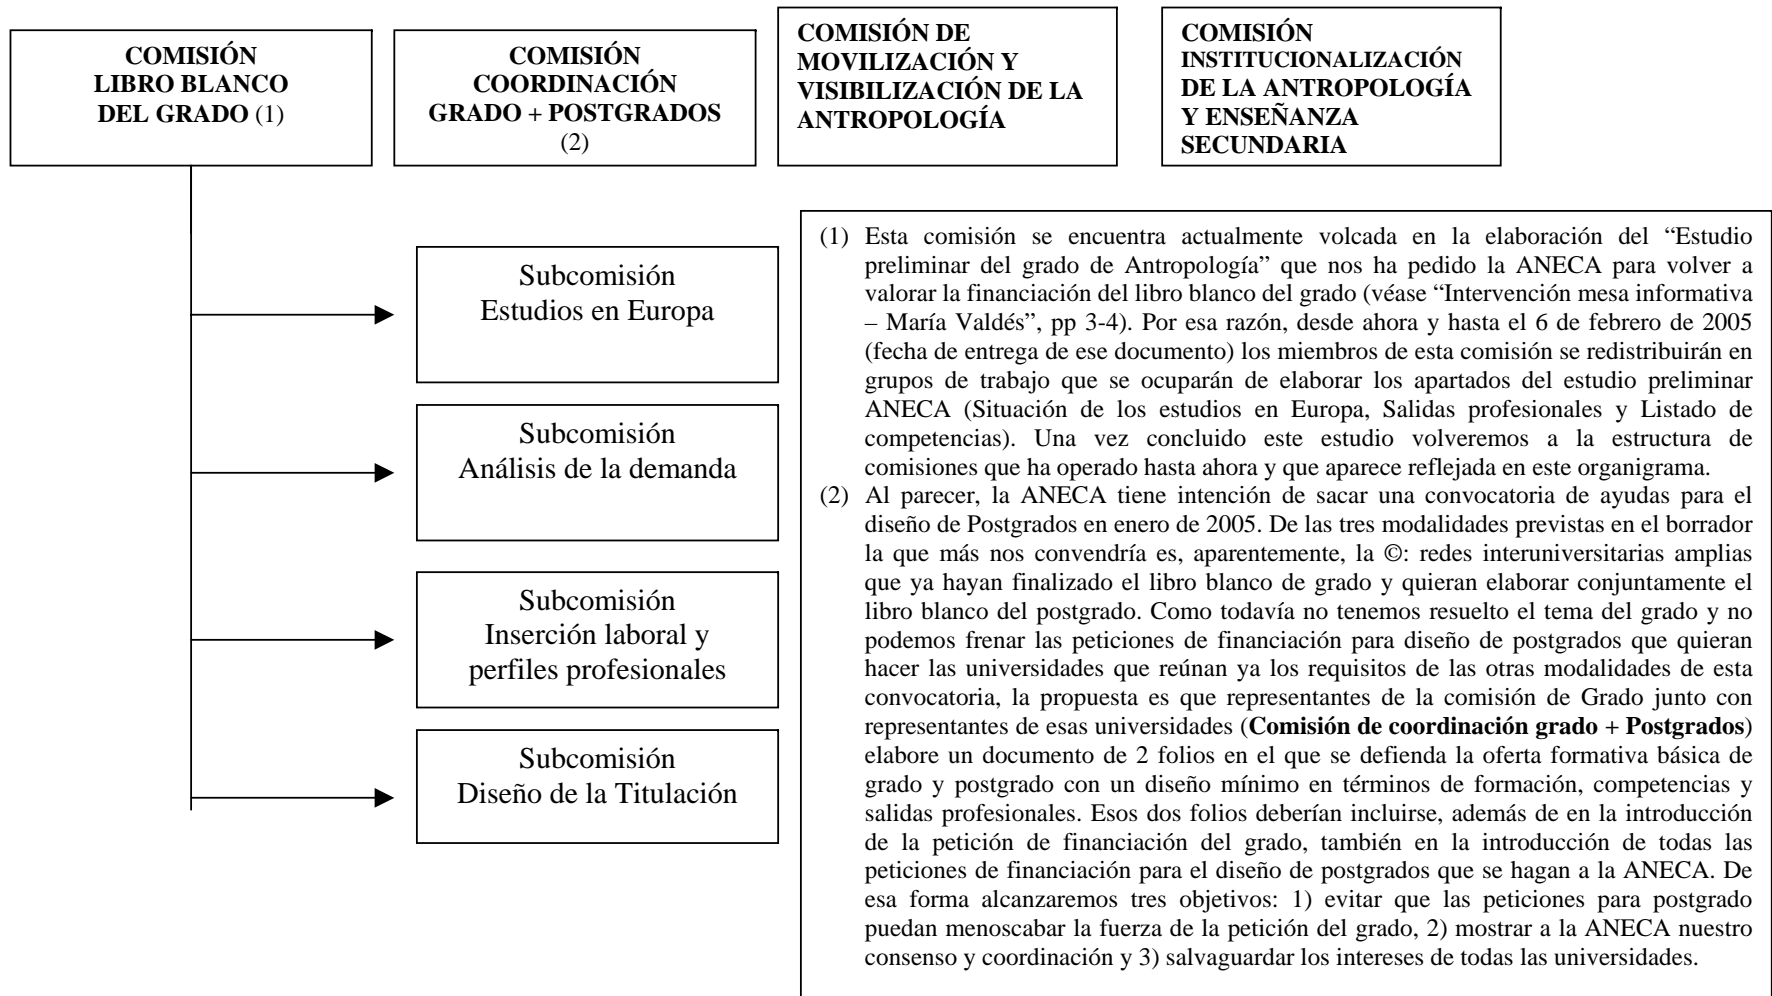 COMISIÓN
LIBRO BLANCO
DEL GRADO (1)
COMISIÓN
COORDINACIÓN
GRADO + POSTGRADOS
(2)
COMISIÓN DE
MOVILIZACIÓN Y
VISIBILIZACIÓN DE LA
ANTROPOLOGÍA
COMISIÓN
INSTITUCIONALIZACIÓN
DE LA ANTROPOLOGÍA
Y ENSEÑANZA
SECUNDARIA
Subcomisión
Estudios en Europa
Subcomisión
Análisis de la demanda
Subcomisión
Inserción laboral y
perfiles profesionales
Subcomisión
Diseño de la Titulación
(1) Esta comisión se encuentra actualmente volcada en la elaboración del “Estudio
preliminar del grado de Antropología” que nos ha pedido la ANECA para volver a
valorar la financiación del libro blanco del grado (véase “Intervención mesa informativa
– María Valdés”, pp 3-4). Por esa razón, desde ahora y hasta el 6 de febrero de 2005
(fecha de entrega de ese documento) los miembros de esta comisión se redistribuirán en
grupos de trabajo que se ocuparán de elaborar los apartados del estudio preliminar
ANECA (Situación de los estudios en Europa, Salidas profesionales y Listado de
competencias). Una vez concluido este estudio volveremos a la estructura de
comisiones que ha operado hasta ahora y que aparece reflejada en este organigrama.
(2) Al parecer, la ANECA tiene intención de sacar una convocatoria de ayudas para el
diseño de Postgrados en enero de 2005. De las tres modalidades previstas en el borrador
la que más nos convendría es, aparentemente, la ©: redes interuniversitarias amplias
que ya hayan finalizado el libro blanco de grado y quieran elaborar conjuntamente el
libro blanco del postgrado. Como todavía no tenemos resuelto el tema del grado y no
podemos frenar las peticiones de financiación para diseño de postgrados que quieran
hacer las universidades que reúnan ya los requisitos de las otras modalidades de esta
convocatoria, la propuesta es que representantes de la comisión de Grado junto con
representantes de esas universidades (Comisión de coordinación grado + Postgrados)
elabore un documento de 2 folios en el que se defienda la oferta formativa básica de
grado y postgrado con un diseño mínimo en términos de formación, competencias y
salidas profesionales. Esos dos folios deberían incluirse, además de en la introducción
de la petición de financiación del grado, también en la introducción de todas las
peticiones de financiación para el diseño de postgrados que se hagan a la ANECA. De
esa forma alcanzaremos tres objetivos: 1) evitar que las peticiones para postgrado
puedan menoscabar la fuerza de la petición del grado, 2) mostrar a la ANECA nuestro
consenso y coordinación y 3) salvaguardar los intereses de todas las universidades.